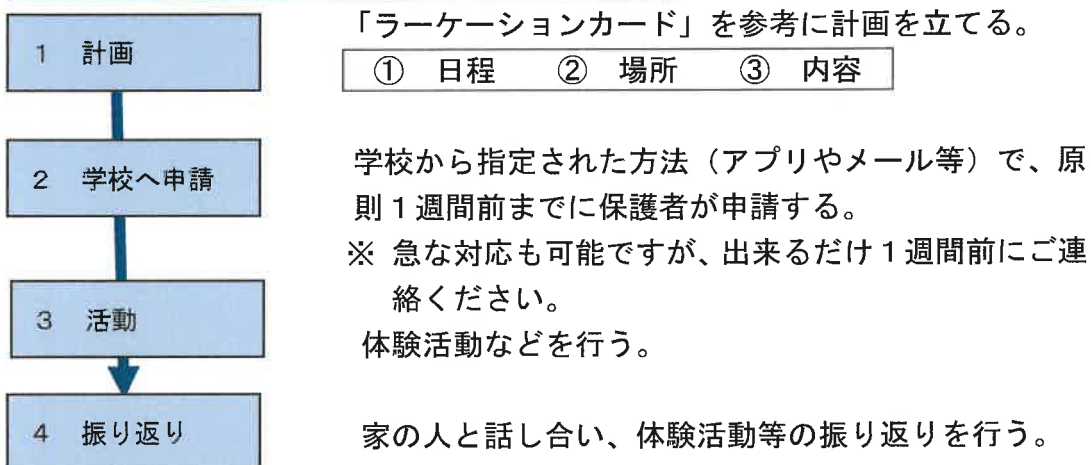 1 計画
「ラーケーションカード」を参考に計画を立てる。
① 日程 ② 場所 ③ 内容
2 学校へ申請
学校から指定された方法（アプリやメール等）で、原
則1週間前までに保護者が申請する。
※ 急な対応も可能ですが、出来るだけ1週間前にご連
絡ください。
3 活動
体験活動などを行う。
4 振り返り
家の人と話し合い、体験活動等の振り返りを行う。